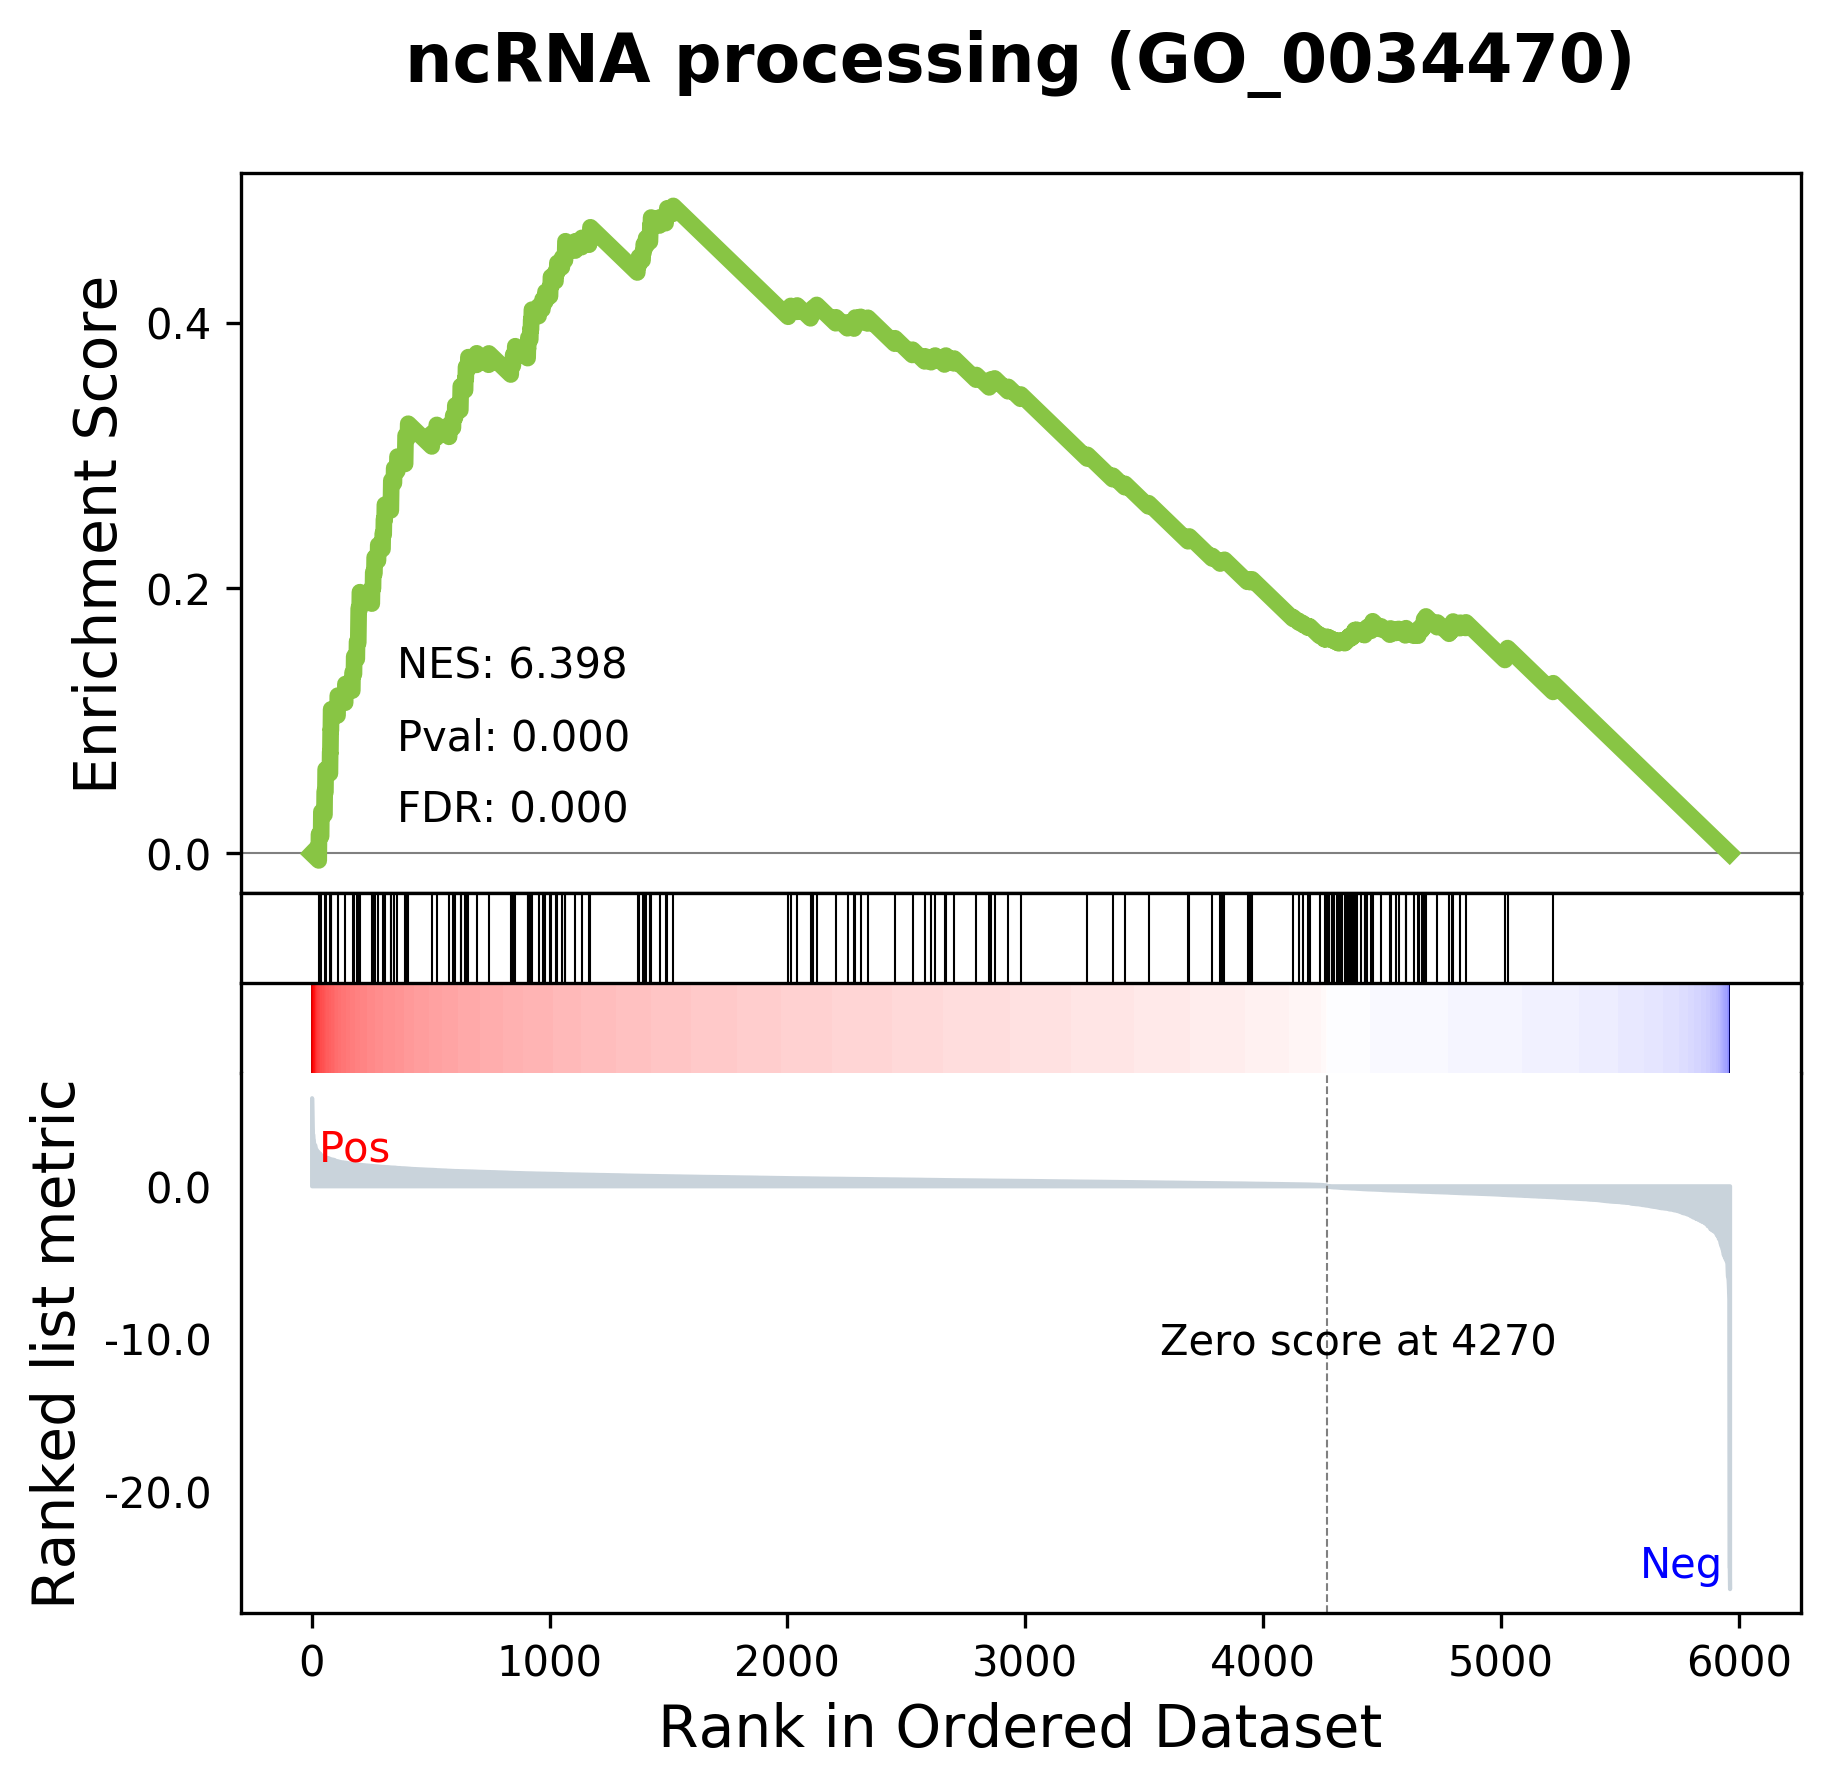 ncRNA processing (GO_0034470)
Enrichment Score
0.4
0.2
0.0
NES: 6.398
Pval: 0.000
FDR: 0.000
Ranked list metric
Pos
0.0
-10.0
-20.0
Zero score at 4270
Neg
0 1000 2000 3000 4000 5000 6000
Rank in Ordered Dataset